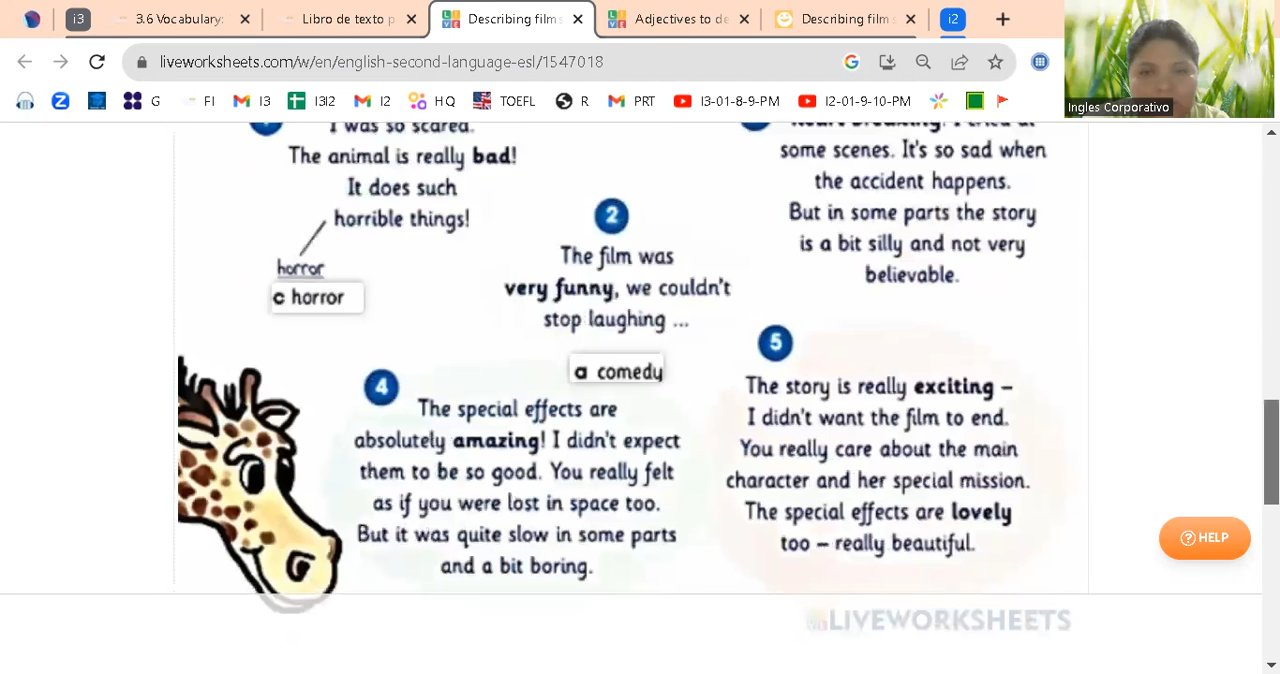 i3
3.6 Vocabulary:
Libro de texto p
Describing films
Adjectives to de
Describing films
i2
liveworksheets.com/w/en/english-second-language-esl/1547018
G
FI
I3
I3I2
I2
HQ
TOEFL
R
PRT
I3-01-8-9-PM
I2-01-9-10-PM
Ingles Corporativo
I was so scared.
The animal is really bad!
It does such
horrible things!
horror
c horror
2
The film was
very funny, we couldn't
stop laughing ...
a comedy
some scenes. It's so sad when
the accident happens.
But in some parts the story
is a bit silly and not very
believable.
4
The special effects are
absolutely amazing! I didn't expect
them to be so good. You really felt
as if you were lost in space too.
But it was quite slow in some parts
and a bit boring.
5
The story is really exciting –
I didn't want the film to end.
You really care about the main
character and her special mission.
The special effects are lovely
too – really beautiful.
HELP
LIVEWORKSHEETS